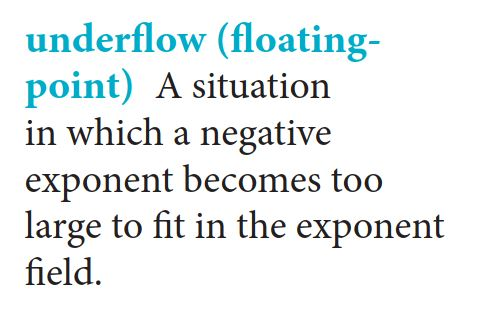 underflow (floating-
point) A situation
in which a negative
exponent becomes too
large to fit in the exponent
field.